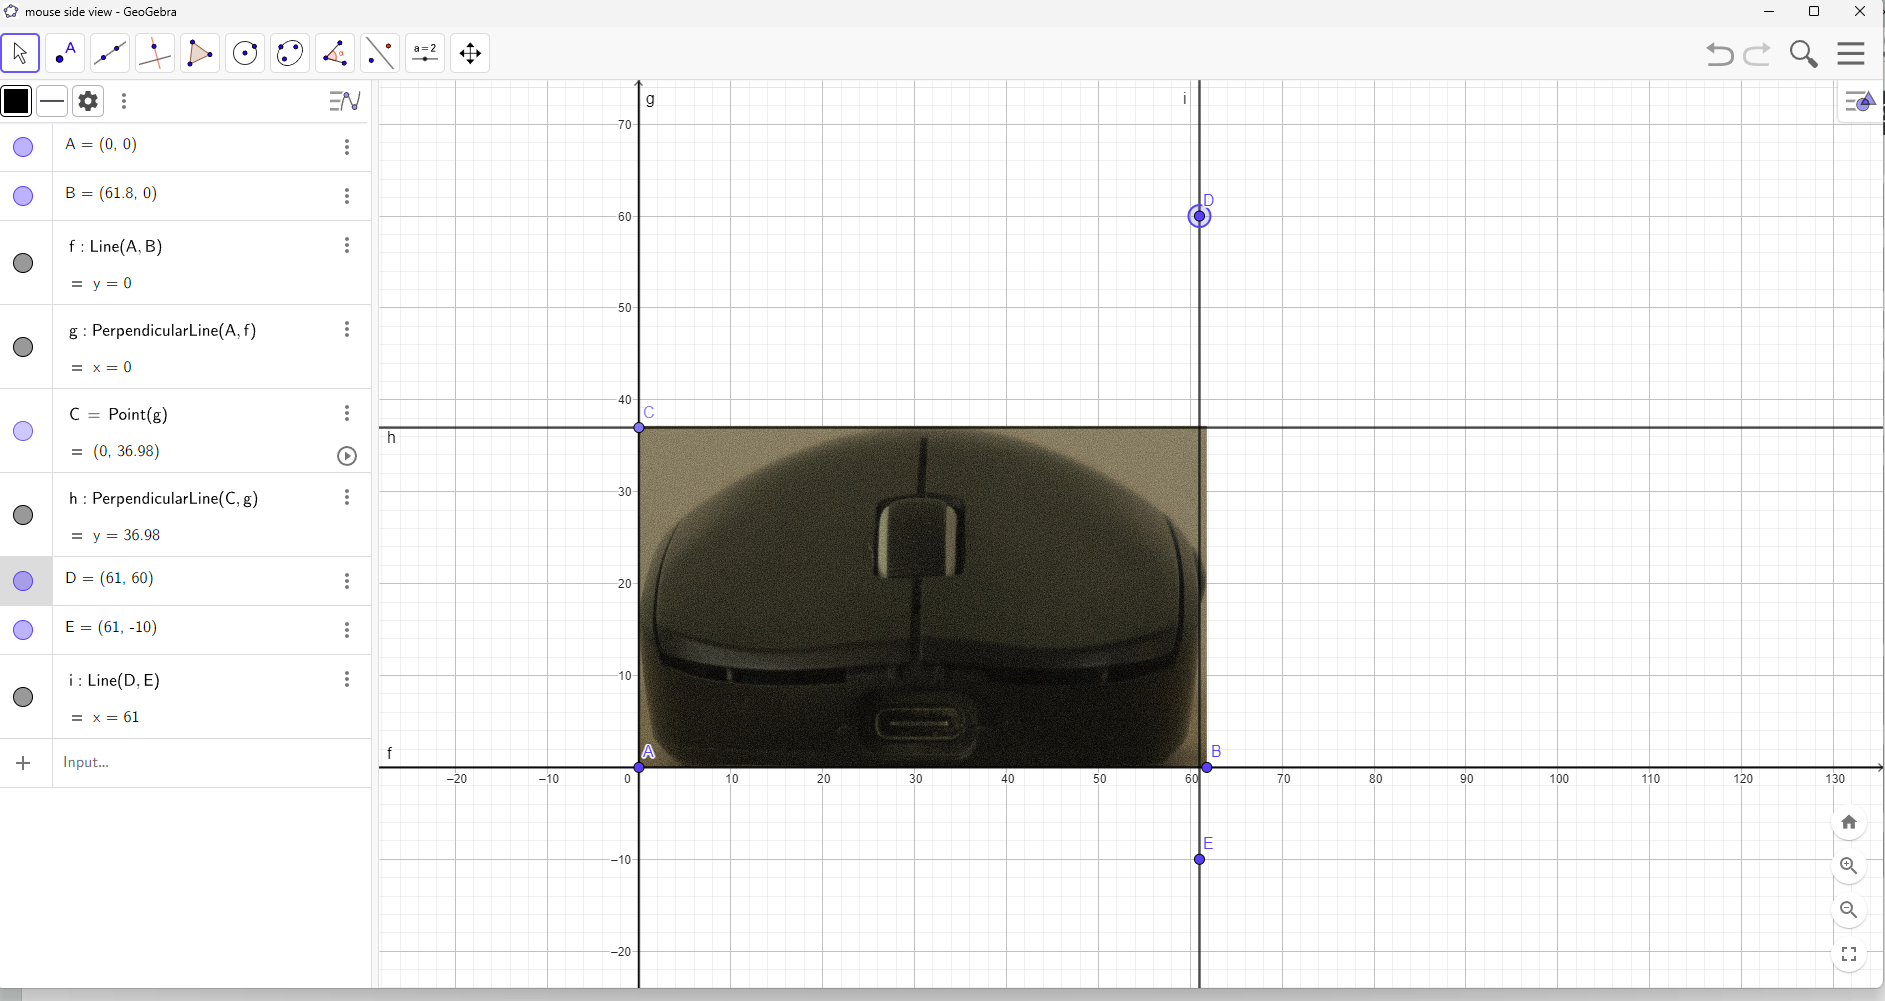 mouse side view - GeoGebra
A
a=2
A = (0, 0)
B = (61.8, 0)
f : Line(A, B)
= y = 0
g : PerpendicularLine(A, f)
= x = 0
C = Point(g)
= (0, 36.98)
h : PerpendicularLine(C, g)
= y = 36.98
D = (61, 60)
E = (61, -10)
i : Line(D, E)
= x = 61
+ Input...
g i
70
D
60
50
40
C
h
30
20
10
f A B
−20 −10 0 10 20 30 40 50 60 70 80 90 100 110 120 130
E
−10
−20